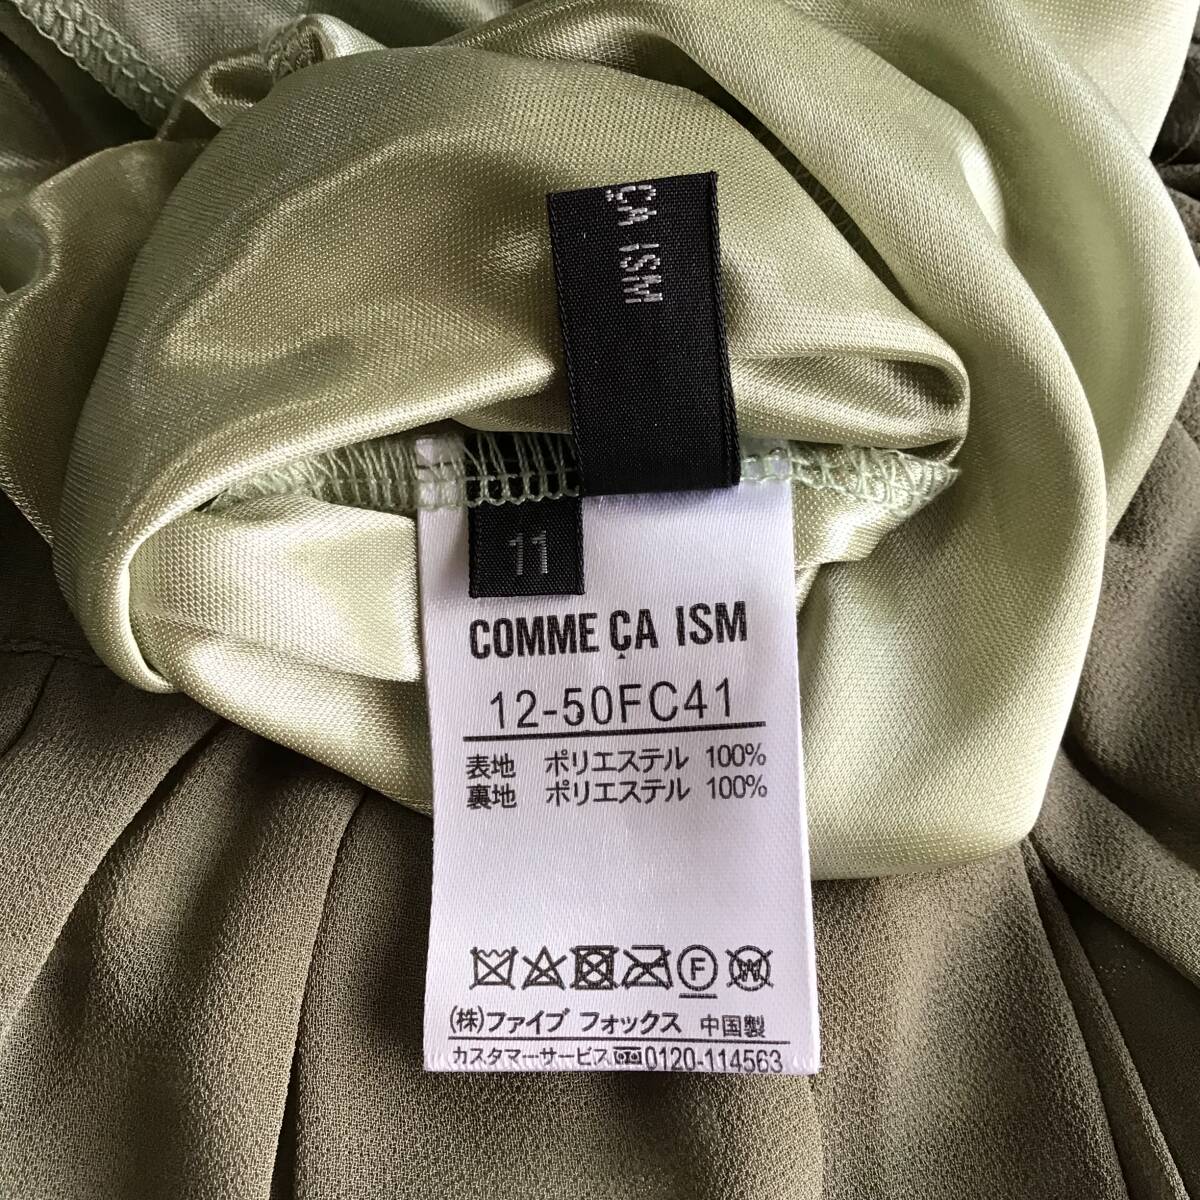 ÇA ISM
11
COMME ÇA ISM
12-50FC41
表地 ポリエステル 100%
裏地 ポリエステル 100%
F W
(株)ファイブ フォックス 中国製
カスタマーサービス 0120-114563